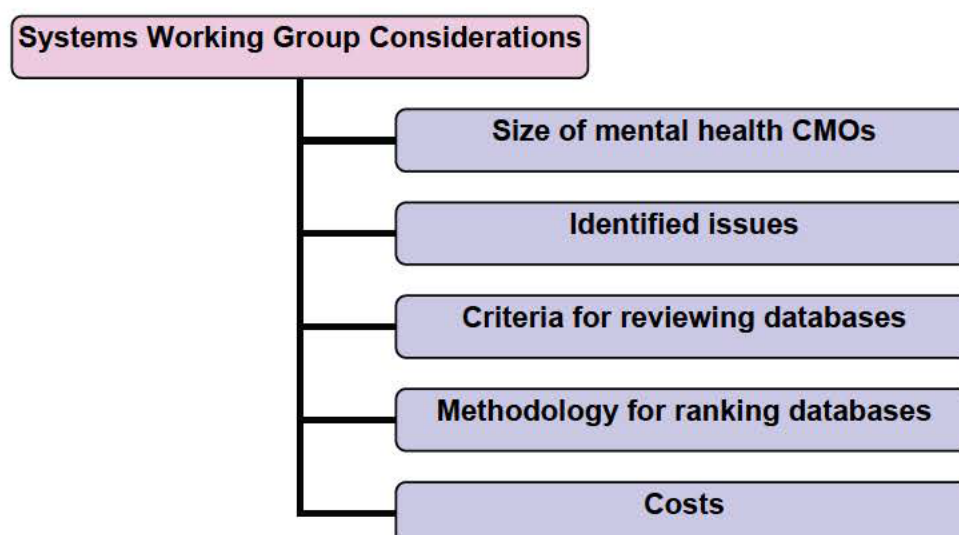 Systems Working Group Considerations
Size of mental health CMOs
Identified issues
Criteria for reviewing databases
Methodology for ranking databases
Costs